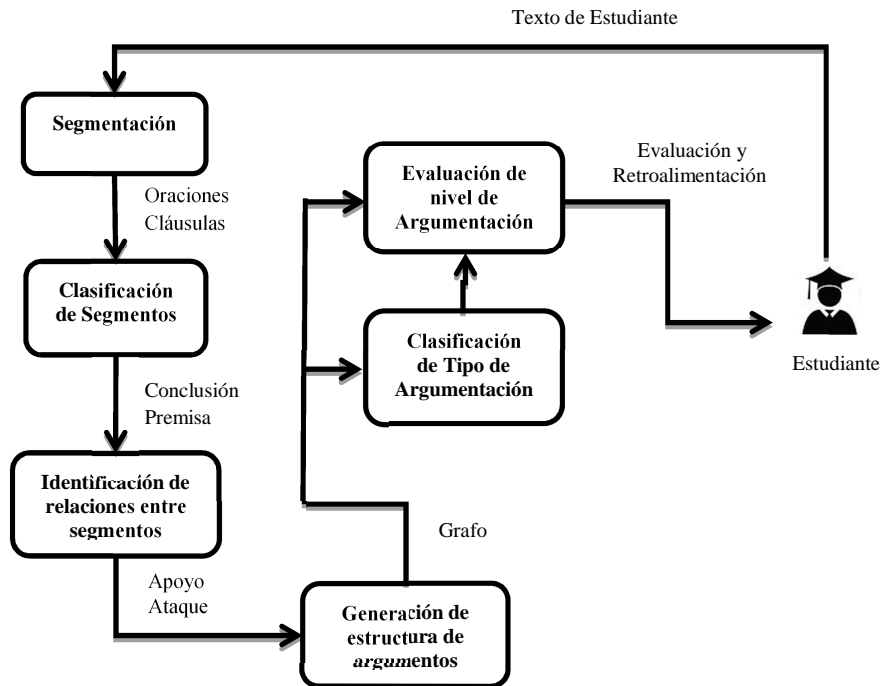 Texto de Estudiante
Segmentación
Oraciones
Cláusulas
Clasificación
de Segmentos
Conclusión
Premisa
Identificación de
relaciones entre
segmentos
Apoyo
Ataque
Generación de
estructura de
argumentos
Grafo
Clasificación
de Tipo de
Argumentación
Evaluación de
nivel de
Argumentación
Evaluación y
Retroalimentación
Estudiante